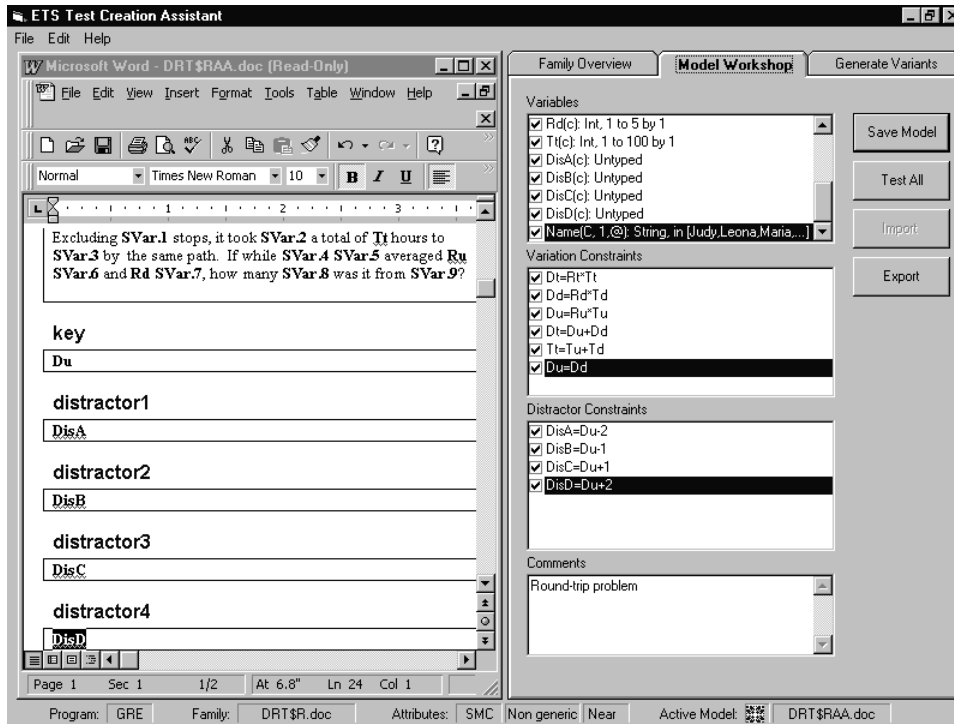 ETS Test Creation Assistant
File Edit Help
Microsoft Word - DRT$RAA.doc (Read-Only)
File Edit View Insert Format Tools Table Window Help
Normal Times New Roman 10 B I U
1 2 3
Excluding SVar.1 stops, it took SVar.2 a total of Tt hours to
SVar.3 by the same path. If while SVar.4 SVar.5 averaged Ru
SVar.6 and Rd SVar.7, how many SVar.8 was it from SVar.9?
key
Du
distractor1
DisA
distractor2
DisB
distractor3
DisC
distractor4
DisD
Page 1 Sec 1 1/2 At 6.8" Ln 24 Col 1
Family Overview Model Workshop Generate Variants
Variables
Rd(c): Int, 1 to 5 by 1
Tt(c): Int, 1 to 100 by 1
DisA(c): Untyped
DisB(c): Untyped
DisC(c): Untyped
DisD(c): Untyped
Name(C, 1,@): String, in [Judy,Leona,Maria,...]
Variation Constraints
Dt=Rt*Tt
Dd=Rd*Td
Du=Ru*Tu
Dt=Du+Dd
Tt=Tu+Td
Du=Dd
Distractor Constraints
DisA=Du-2
DisB=Du-1
DisC=Du+1
DisD=Du+2
Comments
Round-trip problem
Save Model
Test All
Import
Export
Program: GRE Family: DRT$R.doc Attributes: SMC Non generic Near Active Model: DRT$RAA.doc